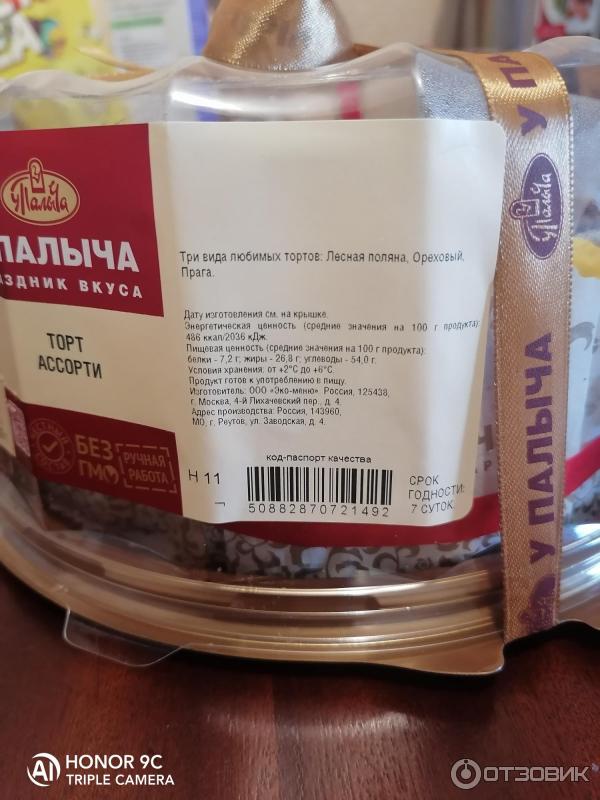 У Палыча
ПАЛЫЧА
ЗДНИК ВКУСА
ТОРТ
АССОРТИ
БЕЗ
ГМО
РУЧНАЯ
РАБОТА
Три вида любимых тортов: Лесная поляна, Ореховый,
Прага.
Дату изготовления см. на крышке.
Энергетическая ценность (средние значения на 100 г продукта):
486 ккал/2036 кДж.
Пищевая ценность (средние значения на 100 г продукта):
белки - 7,2 г; жиры - 26,8 г; углеводы - 54,0 г.
Условия хранения: от +2°C до +6°C.
Продукт готов к употреблению в пищу.
Изготовитель: ООО «Эко-меню» Россия, 125438,
г. Москва, 4-й Лихачевский пер., д. 4.
Адрес производства: Россия, 143960,
МО, г. Реутов, ул. Заводская, д. 4.
код-паспорт качества
Н 11
50882870721492
СРОК
ГОДНОСТИ:
7 СУТОК.
У ПАЛЫЧА
У Палыча
У ПАЛЫЧА
HONOR 9C
TRIPLE CAMERA
ОТЗОВИК